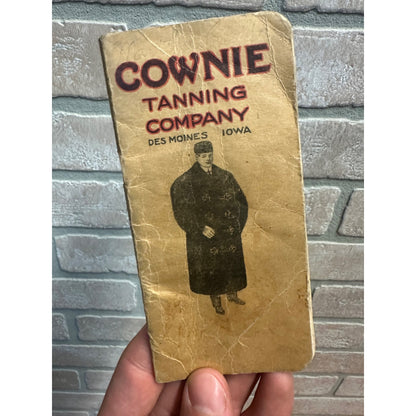 COWNIE
TANNING
COMPANY
DES MOINES IOWA